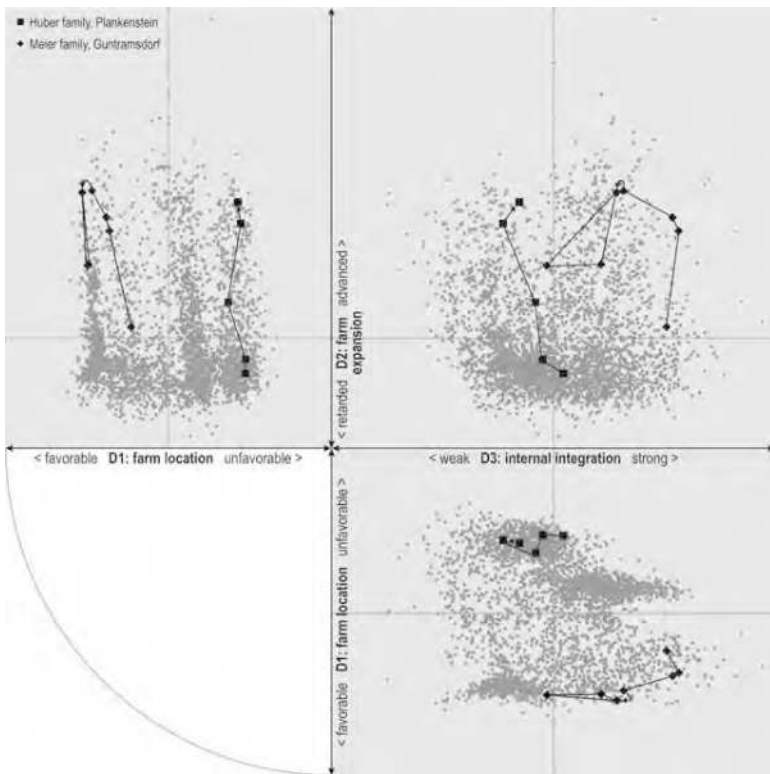 Huber family, Plankenstein
Meier family, Guntramsdorf
< retarded D2: farm advanced >
expansion
< favorable D1: farm location unfavorable >
< weak D3: internal integration strong >
< favorable D1: farm location unfavorable >